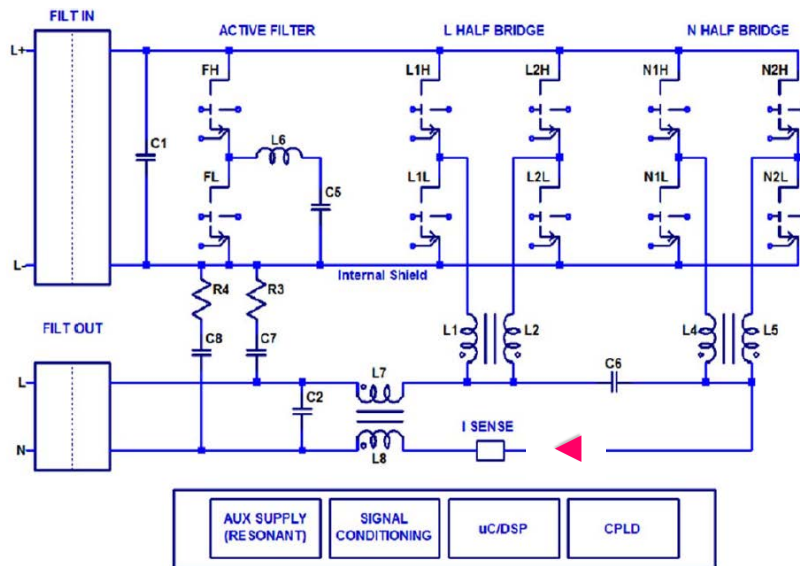 FILT IN
ACTIVE FILTER
L HALF BRIDGE
N HALF BRIDGE
L+
FH
L1H
L2H
N1H
N2H
C1
L6
FL
C5
L1L
L2L
N1L
N2L
L-
Internal Shield
R4
R3
FILT OUT
C8
C7
L1
L2
L4
L5
L7
C6
L
C2
I SENSE
N
L8
AUX SUPPLY
(RESONANT)
SIGNAL
CONDITIONING
uC/DSP
CPLD